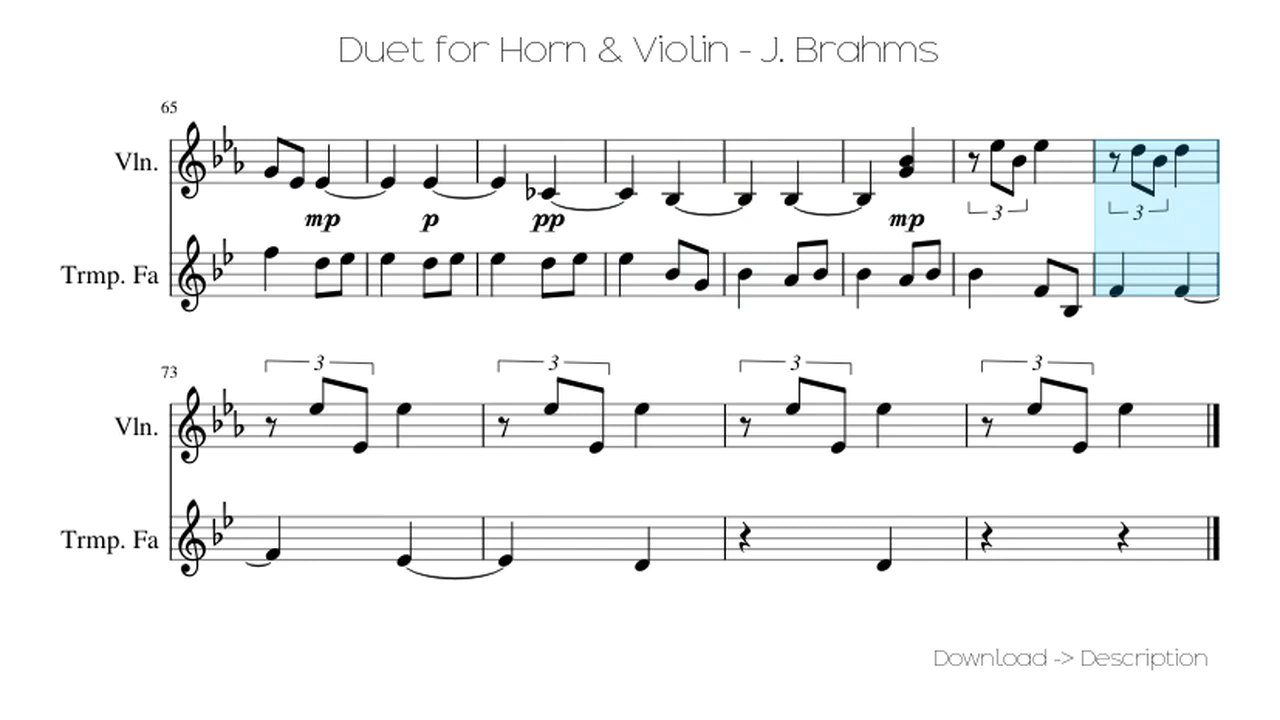 Duet for Horn & Violin - J. Brahms
65
Vln.
3
3
mp
p
pp
mp
Trmp. Fa
3
3
3
3
73
Vln.
Trmp. Fa
Download -> Description